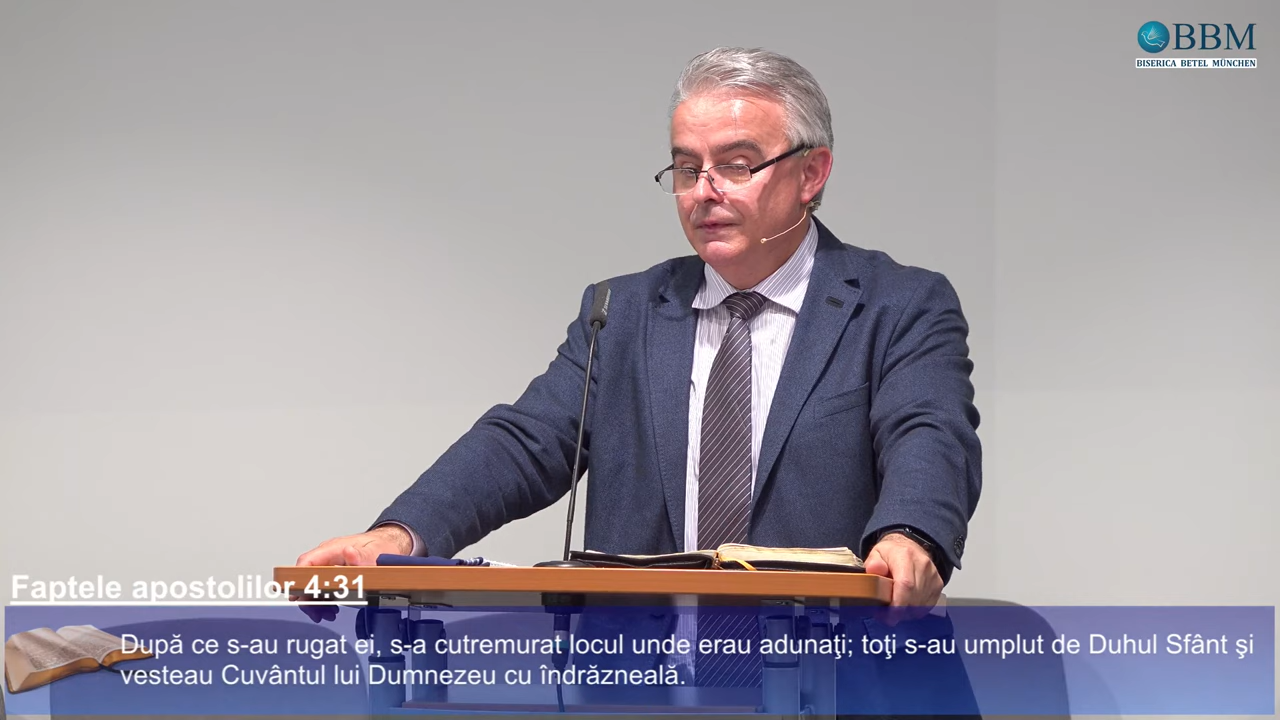 BBM
BISERICA BETEL MÜNCHEN
Faptele apostolilor 4:31
După ce s-au rugat ei, s-a cutremurat locul unde erau adunaţi; toţi s-au umplut de Duhul Sfânt şi
vesteau Cuvântul lui Dumnezeu cu îndrăzneală.